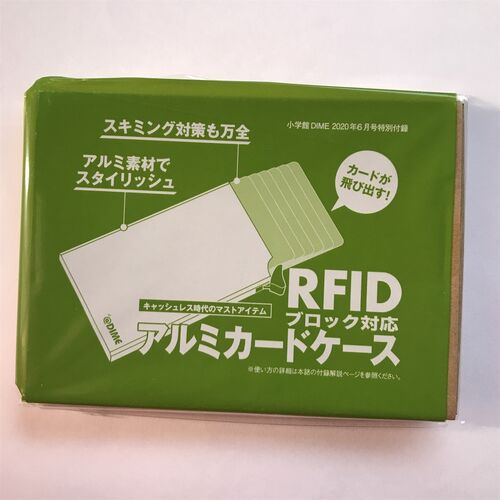 小学館 DIME 2020年6月号特別付録
スキミング対策も万全
アルミ素材で
スタイリッシュ
カードが
飛び出す!
@DIME
キャッシュレス時代のマストアイテム
RFID
ブロック対応
アルミカードケース
※使い方の詳細は本誌の付録解説ページを参照ください。